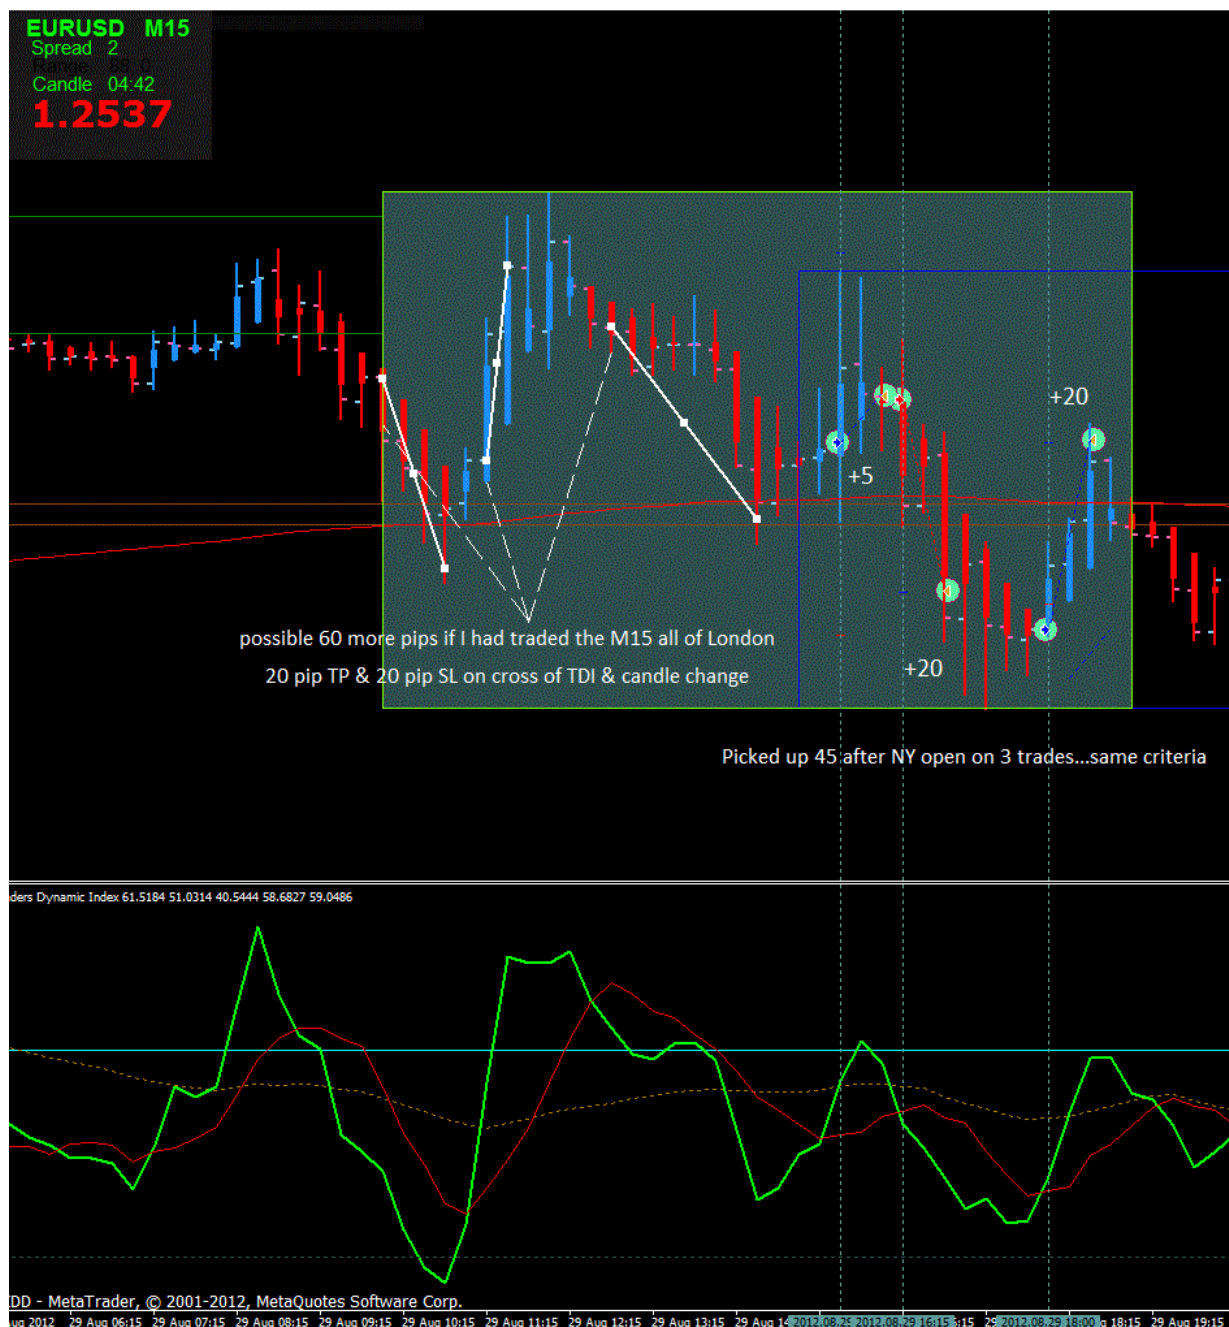 EURUSD M15
Spread 2
Range 88.0
Candle 04:42
1.2537
+20
+5
possible 60 more pips if I had traded the M15 all of London
+20
20 pip TP & 20 pip SL on cross of TDI & candle change
Picked up 45 after NY open on 3 trades...same criteria
ders Dynamic Index 61.5184 51.0314 40.5444 58.6827 59.0486
- MetaTrader, © 2001-2012, MetaQuotes Software Corp.
2012 29 Aug 06:15 29 Aug 07:15 29 Aug 08:15 29 Aug 09:15 29 Aug 10:15 29 Aug 11:15 29 Aug 12:15 29 Aug 13:15 29 Aug 2012.08.29 16:15 2012.08.29 18:00 18:15 29 Aug 19:15